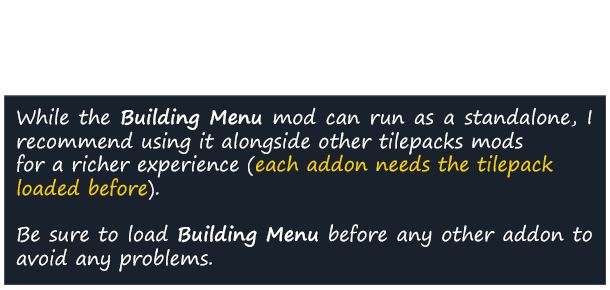 While the Building Menu mod can run as a standalone, I
recommend using it alongside other tilepacks mods
for a richer experience (each addon needs the tilepack
loaded before).
Be sure to load Building Menu before any other addon to
avoid any problems.